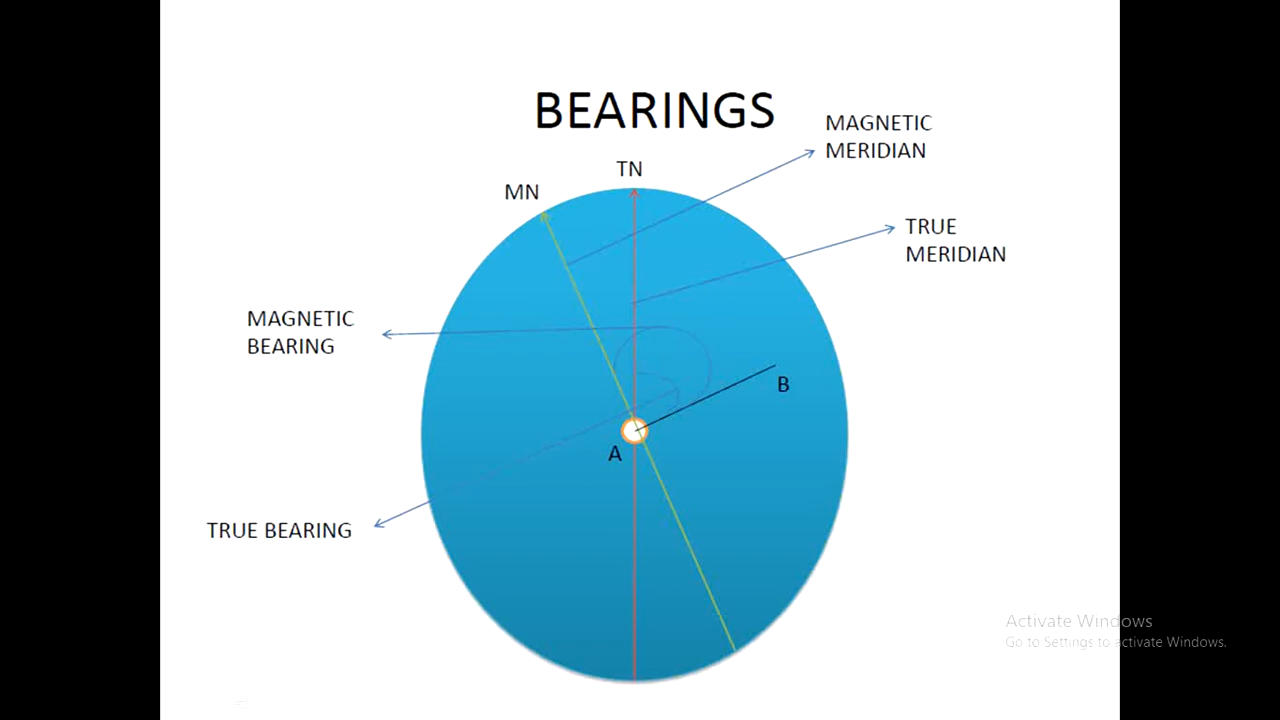 BEARINGS
MAGNETIC
MERIDIAN
TN
MN
TRUE
MERIDIAN
MAGNETIC
BEARING
B
A
TRUE BEARING
Activate Windows
Go to Settings to activate Windows.